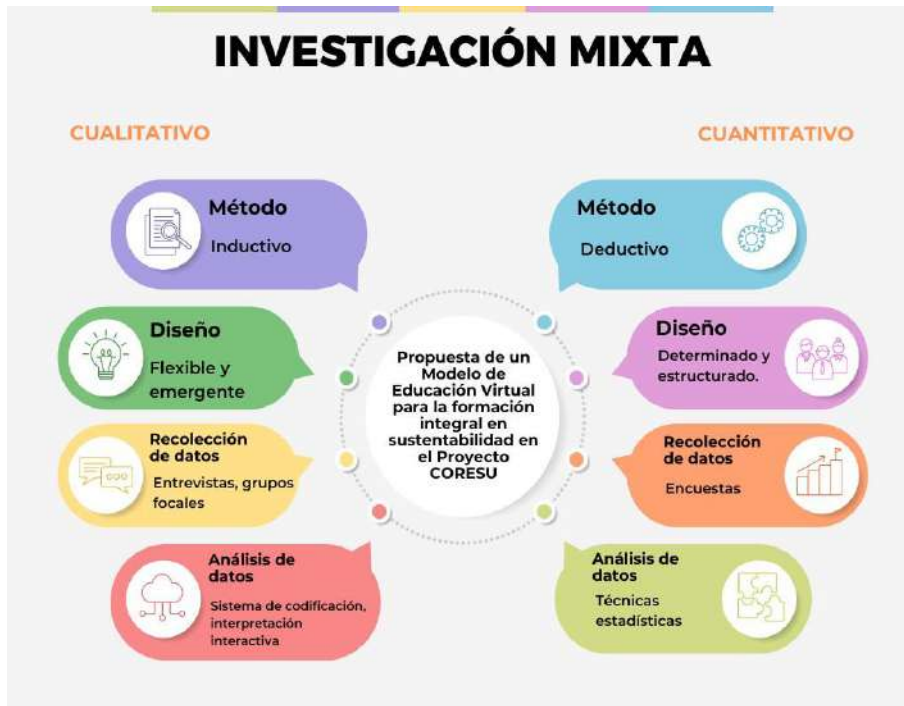 INVESTIGACIÓN MIXTA
CUALITATIVO
Método
Inductivo
Diseño
Flexible y
emergente
Recolección
de datos
Entrevistas, grupos
focales
Análisis de
datos
Sistema de codificación,
interpretación
interactiva
Propuesta de un
Modelo de
Educación Virtual
para la formación
integral en
sustentabilidad en
el Proyecto
CORESU
CUANTITATIVO
Método
Deductivo
Diseño
Determinado y
estructurado.
Recolección
de datos
Encuestas
Análisis de
datos
Técnicas
estadísticas